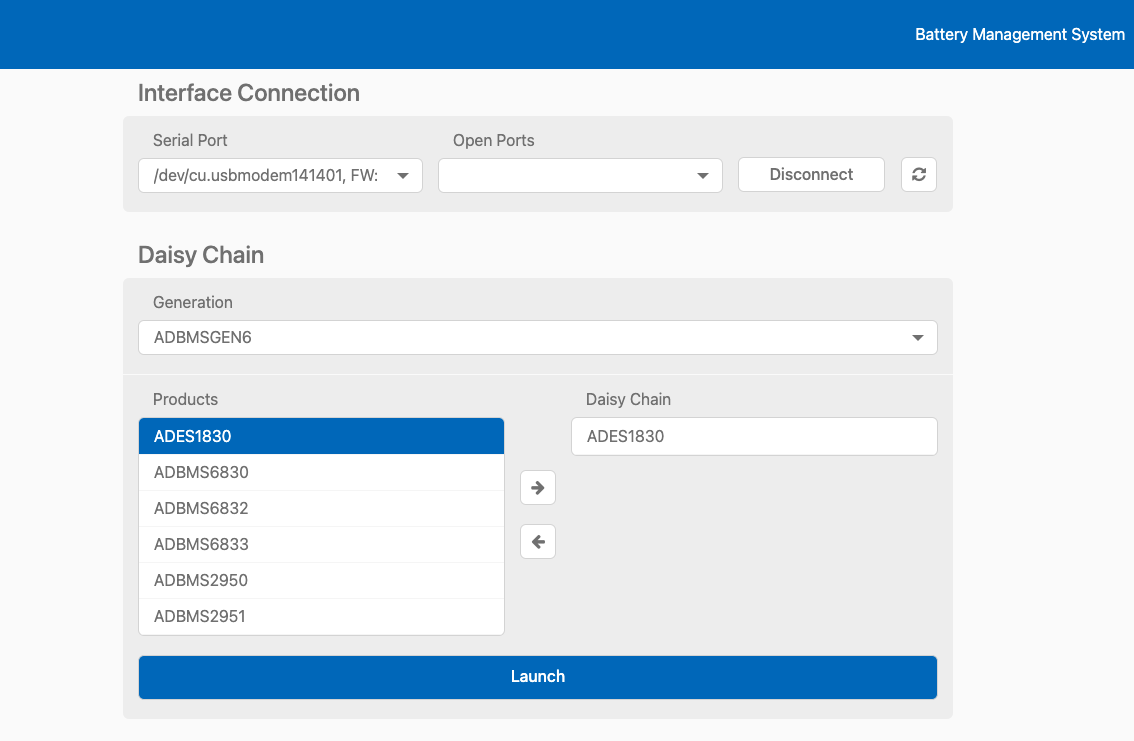 Battery Management System
Interface Connection
Serial Port
Open Ports
/dev/cu.usbmodem141401, FW:
Disconnect
Daisy Chain
Generation
ADBMSGEN6
Products
Daisy Chain
ADES1830
ADES1830
ADBMS6830
ADBMS6832
ADBMS6833
ADBMS2950
ADBMS2951
Launch